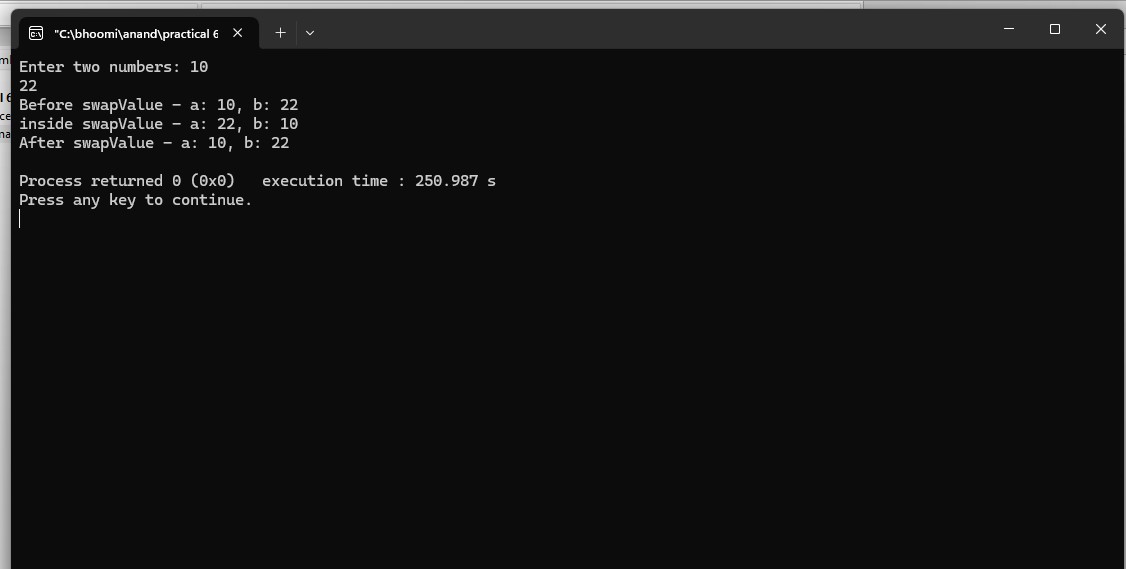 "C:\bhoomi\anand\practical 6
Enter two numbers: 10
22
Before swapValue - a: 10, b: 22
inside swapValue - a: 22, b: 10
After swapValue - a: 10, b: 22
Process returned 0 (0x0)   execution time : 250.987 s
Press any key to continue.